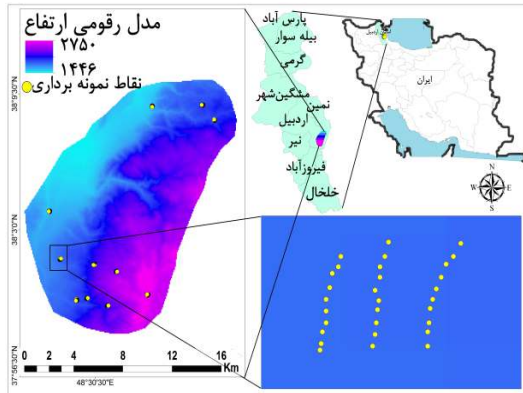 مدل رقومی ارتفاع
۲۷۵۰
۱۴۴۶
نقاط نمونه برداری
38°9'30"N
38°3'0"N
37°56'30"N
48°30'30"E
0 2 4 8 12 16
Km
پارس آباد
بیله سوار
گرمی
مشگین‌شهر
نمین
اردبیل
نیر
فیروزآباد
خلخال
اردبیل
ایران
N
W
E
S